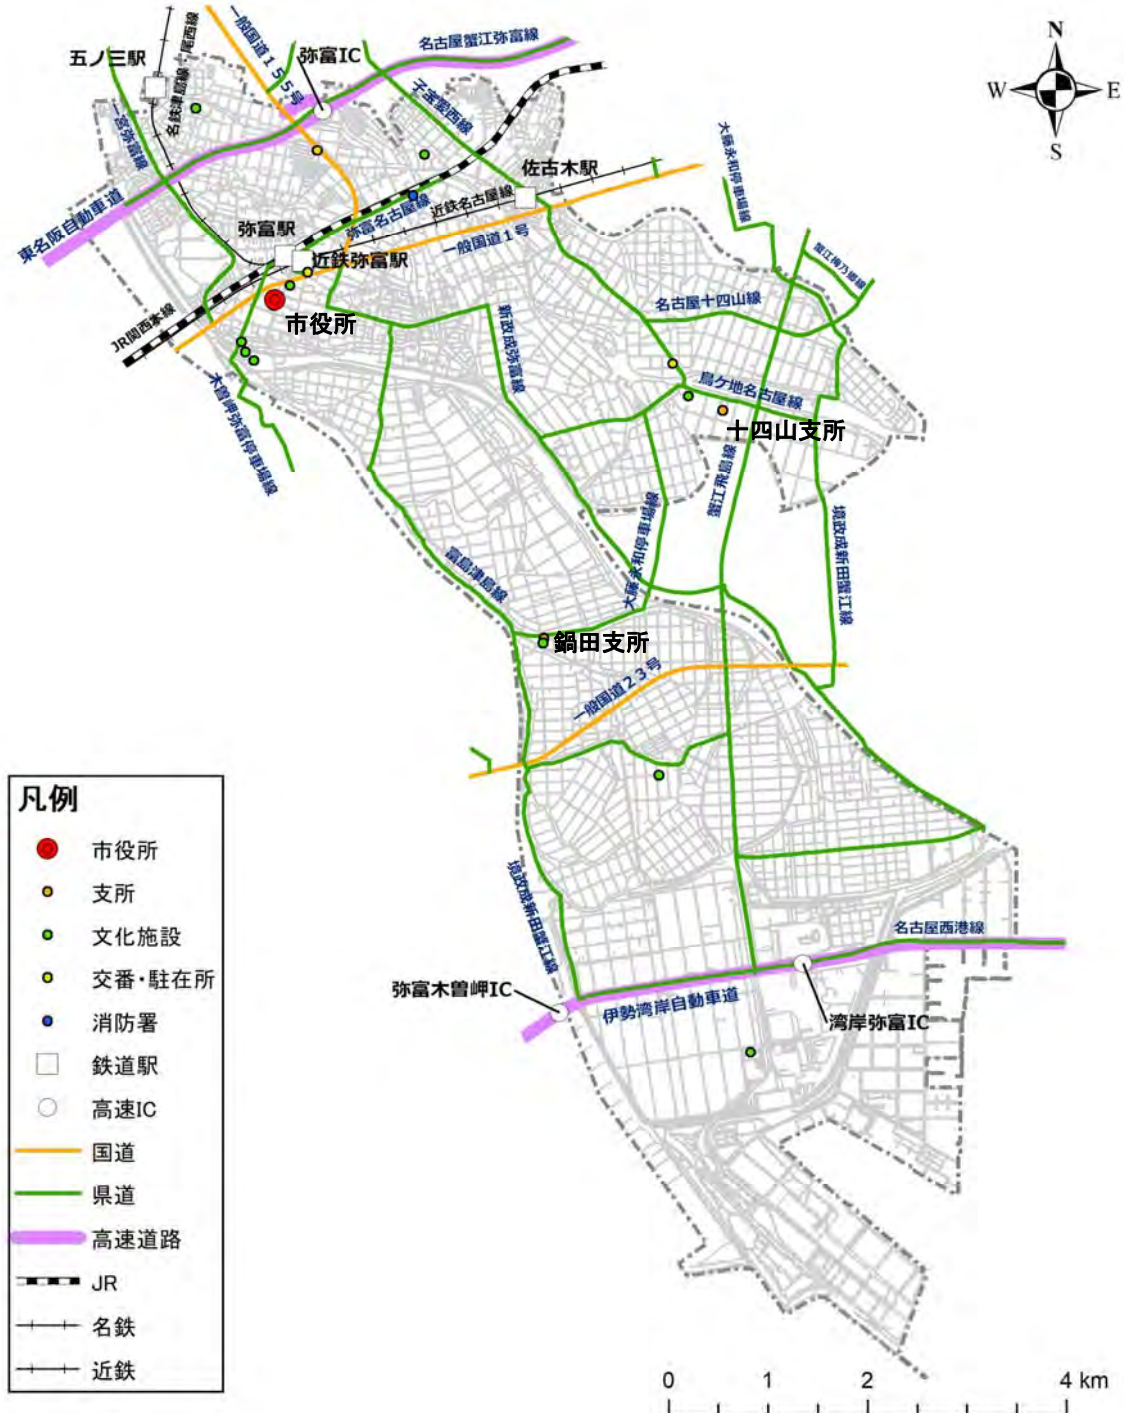 一般国道155号
名古屋蟹江弥富線
弥富IC
五ノ三駅
名鉄津島線・尾西線
子宝愛西線
一宮弥富線
佐古木駅
大藤永和停車場線
近鉄名古屋線
東名阪自動車道
弥富名古屋線
弥富駅
近鉄弥富駅
一般国道1号
蟹江梅乃郷線
名古屋十四山線
JR関西本線
市役所
新政成弥富線
鳥ケ地名古屋線
木曽岬弥富停車場線
十四山支所
蟹江飛島線
大藤永和停車場線
境政成新田蟹江線
富島津島線
鍋田支所
一般国道23号
境政成新田蟹江線
名古屋西港線
弥富木曽岬IC
伊勢湾岸自動車道
湾岸弥富IC
N
W
E
S
凡例
市役所
支所
文化施設
交番・駐在所
消防署
鉄道駅
高速IC
国道
県道
高速道路
JR
名鉄
近鉄
0 1 2 4 km